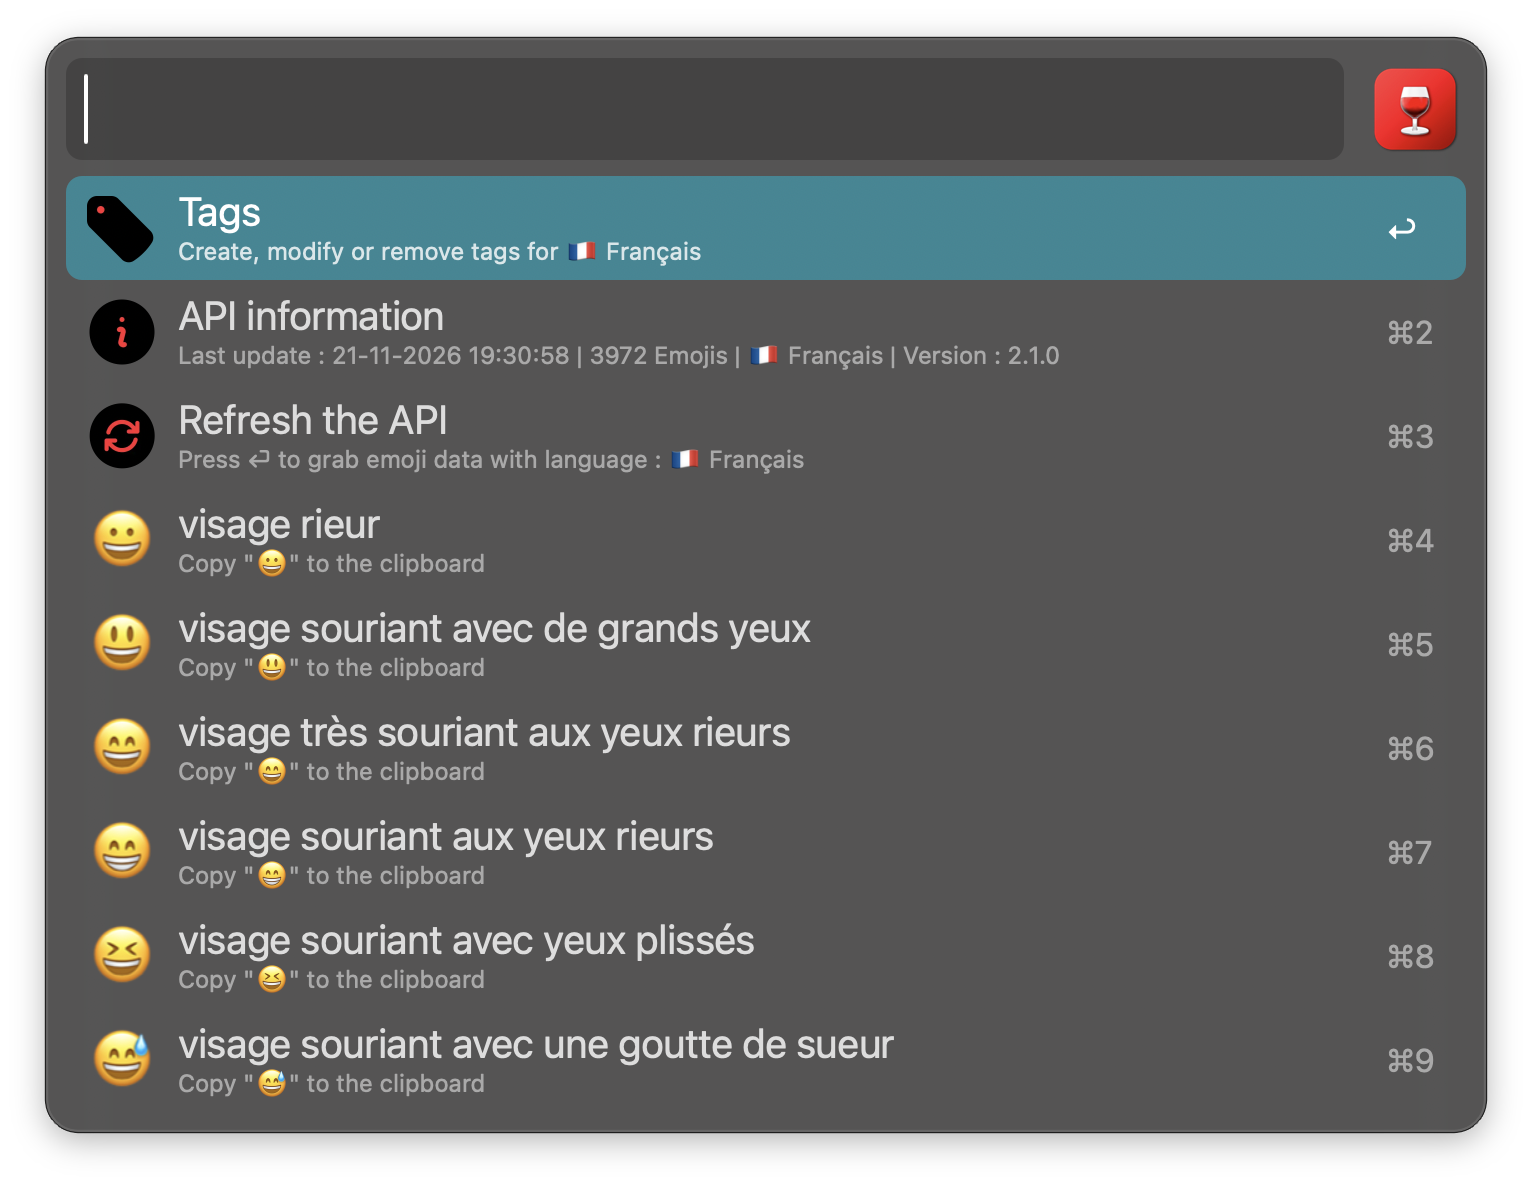 Tags
Create, modify or remove tags for 🇫🇷 Français
↩
API information
Last update : 21-11-2026 19:30:58 | 3972 Emojis | 🇫🇷 Français | Version : 2.1.0
⌘2
Refresh the API
Press ⏎ to grab emoji data with language : 🇫🇷 Français
⌘3
visage rieur
Copy "😀" to the clipboard
⌘4
visage souriant avec de grands yeux
Copy "😃" to the clipboard
⌘5
visage très souriant aux yeux rieurs
Copy "😄" to the clipboard
⌘6
visage souriant aux yeux rieurs
Copy "😁" to the clipboard
⌘7
visage souriant avec yeux plissés
Copy "😆" to the clipboard
⌘8
visage souriant avec une goutte de sueur
Copy "😅" to the clipboard
⌘9